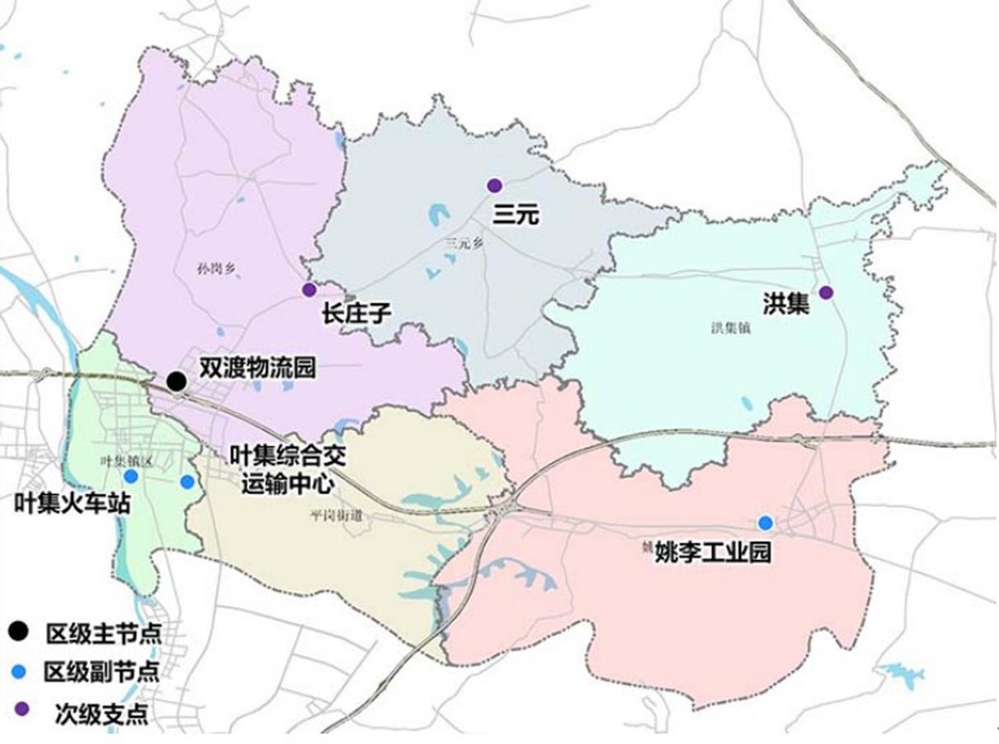 三元
三元乡
孙岗乡
长庄子
洪集
洪集镇
双渡物流园
叶集综合交
运输中心
叶集镇区
叶集火车站
平岗街道
姚
姚李工业园
区级主节点
区级副节点
次级支点